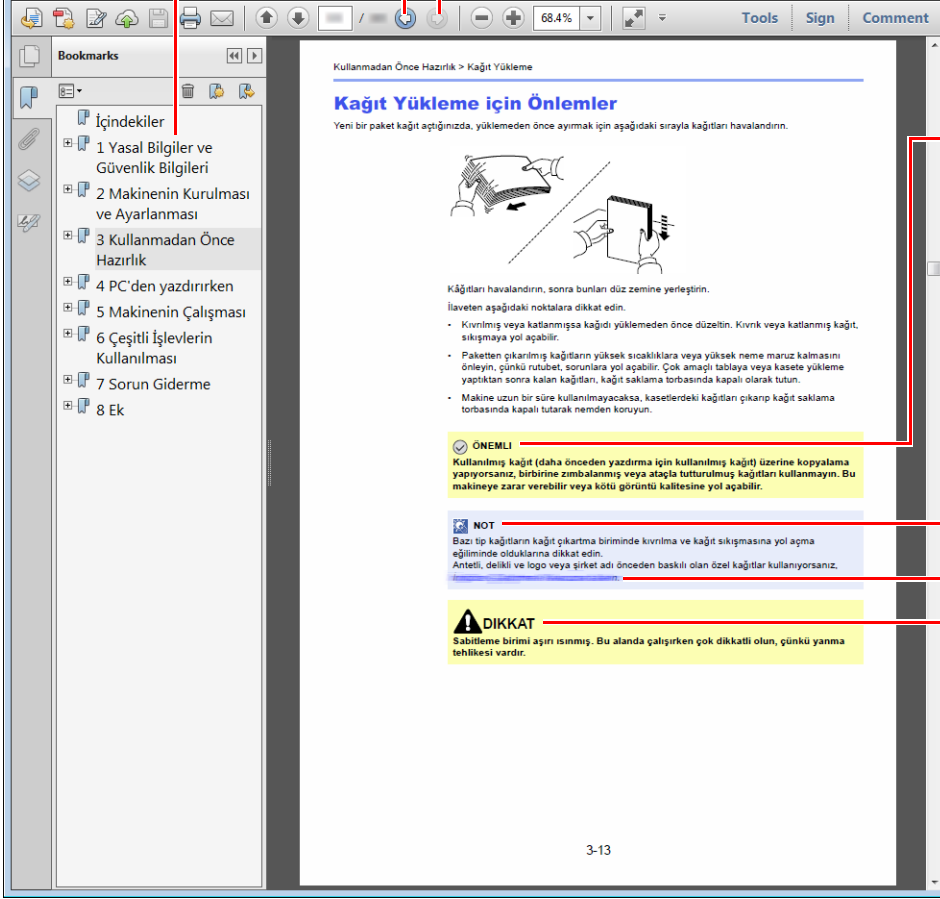 /
68.4%
Tools
Sign
Comment
Bookmarks
İçindekiler
1 Yasal Bilgiler ve
Güvenlik Bilgileri
2 Makinenin Kurulması
ve Ayarlanması
3 Kullanmadan Önce
Hazırlık
4 PC'den yazdırırken
5 Makinenin Çalışması
6 Çeşitli İşlevlerin
Kullanılması
7 Sorun Giderme
8 Ek
Kullanmadan Önce Hazırlık > Kağıt Yükleme
Kağıt Yükleme için Önlemler
Yeni bir paket kağıt açtığınızda, yüklemeden önce ayırmak için aşağıdaki sırayla kağıtları havalandırın.
Kâğıtları havalandırın, sonra bunları düz zemine yerleştirin.
İlaveten aşağıdaki noktalara dikkat edin.
• Kıvrılmış veya katlanmışsa kağıdı yüklemeden önce düzeltin. Kıvrık veya katlanmış kağıt,
sıkışmaya yol açabilir.
• Paketten çıkarılmış kağıtların yüksek sıcaklıklara veya yüksek neme maruz kalmasını
önleyin, çünkü rutubet, sorunlara yol açabilir. Çok amaçlı tablaya veya kasete yükleme
yaptıktan sonra kalan kağıtları, kağıt saklama torbasında kapalı olarak tutun.
• Makine uzun bir süre kullanılmayacaksa, kasetlerdeki kağıtları çıkarıp kağıt saklama
torbasında kapalı tutarak nemden koruyun.
ÖNEMLI
Kullanılmış kağıt (daha önceden yazdırma için kullanılmış kağıt) üzerine kopyalama
yapıyorsanız, birbirine zımbalanmış veya ataçla tutturulmuş kağıtları kullanmayın. Bu
makineye zarar verebilir veya kötü görüntü kalitesine yol açabilir.
NOT
Bazı tip kağıtların kağıt çıkartma biriminde kıvrılma ve kağıt sıkışmasına yol açma
eğiliminde olduklarına dikkat edin.
Antetli, delikli ve logo veya şirket adı önceden baskılı olan özel kağıtlar kullanıyorsanız,
DIKKAT
Sabitleme birimi aşırı ısınmış. Bu alanda çalışırken çok dikkatli olun, çünkü yanma
tehlikesi vardır.
3-13